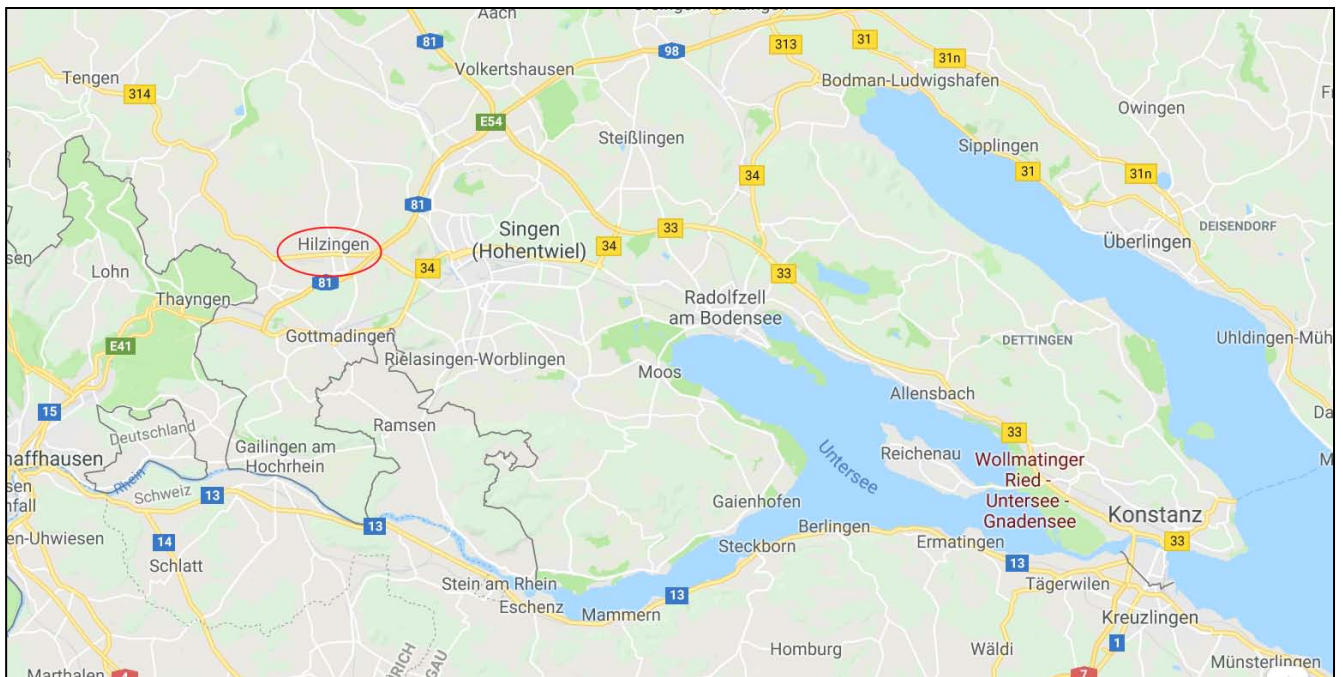 Aach
81
98
313
31
31n
Tengen
314
Volkertshausen
Bodman-Ludwigshafen
Owingen
E54
Steißlingen
Sipplingen
34
31
31n
81
Hilzingen
Singen
(Hohentwiel)
33
34
DEISENDORF
Überlingen
Lohn
81
34
33
Thayngen
Radolfzell
am Bodensee
Gottmadingen
Uhldingen-Müh
DETTINGEN
E41
Rielasingen-Worblingen
Moos
Allensbach
15
Ramsen
Deutschland
33
Gailingen am
Hochrhein
Reichenau
Wollmatinger
Ried -
Untersee -
Gnadensee
haffhausen
Untersee
Rhein
Schweiz
13
Gaienhofen
Konstanz
13
Berlingen
en-Uhwiesen
14
Steckborn
Ermatingen
33
Schlatt
13
Stein am Rhein
Tägerwilen
Eschenz
13
Mammern
Kreuzlingen
Homburg
Wäldi
1
Münsterlingen
Marthalen
4
7